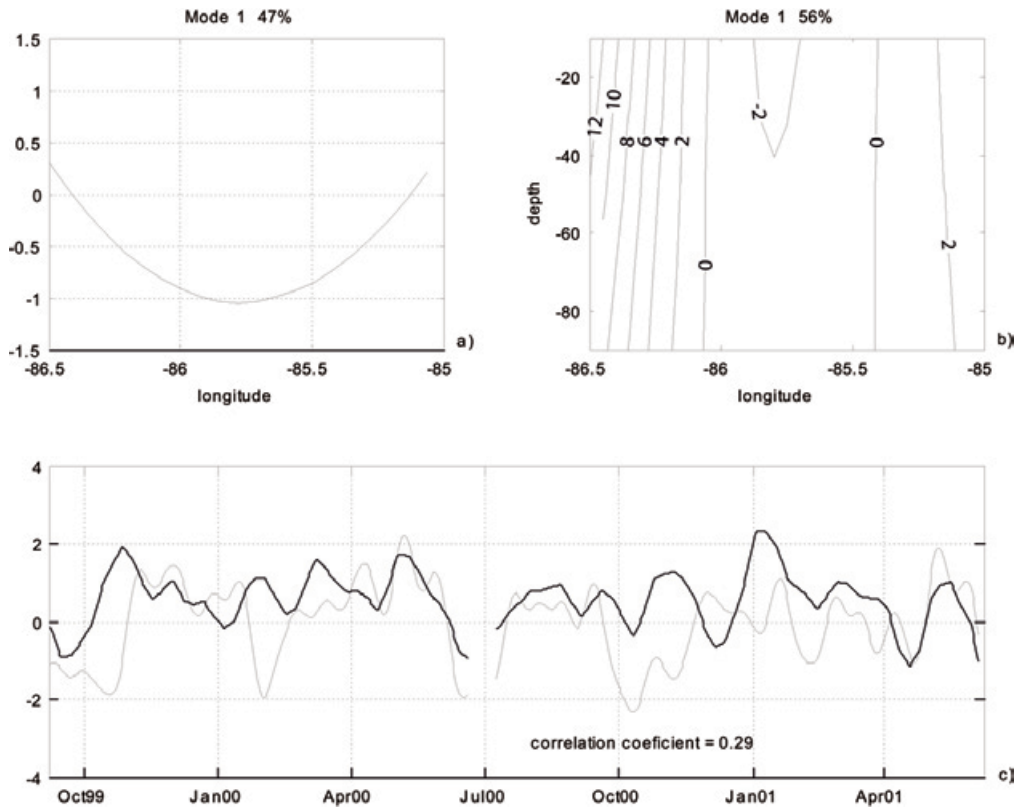 Mode 1 47%
1.5
1
0.5
0
-0.5
-1
-1.5
-86.5 -86 -85.5 -85
longitude
a)
Mode 1 56%
depth
-20
-40
-60
-80
12 10 8 6 4 2 0 -2 0 2
-86.5 -86 -85.5 -85
longitude
b)
4
2
0
-2
-4
correlation coeficient = 0.29
Oct99 Jan00 Apr00 Jul00 Oct00 Jan01 Apr01
c)